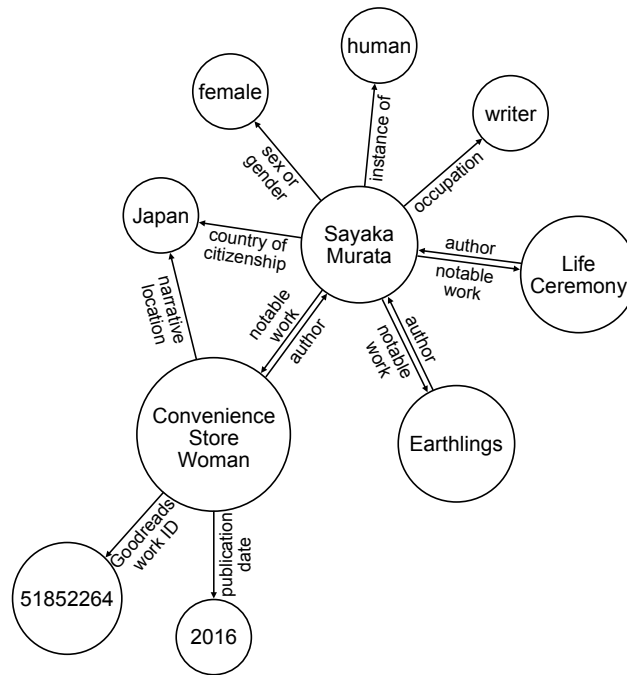 human
female
writer
instance of
sex or
gender
occupation
Japan
Sayaka
Murata
country of
citizenship
author
notable
work
Life
Ceremony
narrative
location
notable
work
author
author
notable
work
Convenience
Store
Woman
Earthlings
Goodreads
work ID
publication
date
51852264
2016